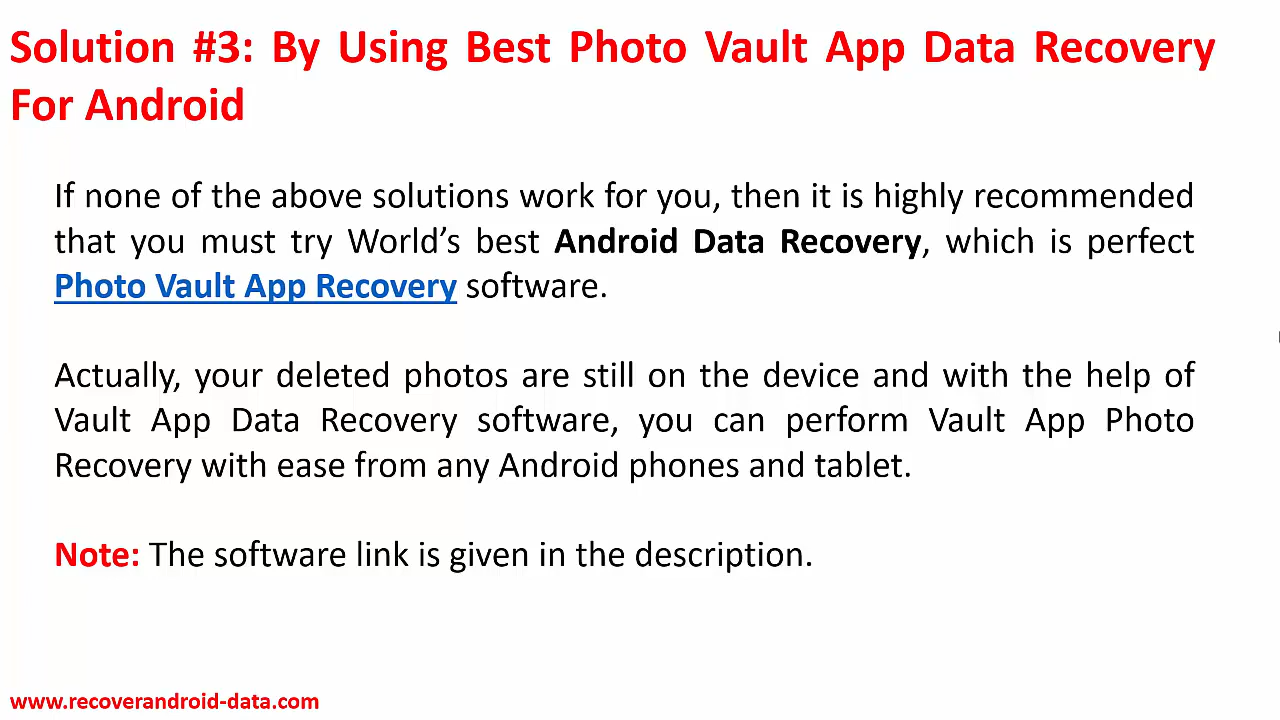 Solution #3: By Using Best Photo Vault App Data Recovery
For Android
If none of the above solutions work for you, then it is highly recommended
that you must try World’s best Android Data Recovery, which is perfect
Photo Vault App Recovery software.
Actually, your deleted photos are still on the device and with the help of
Vault App Data Recovery software, you can perform Vault App Photo
Recovery with ease from any Android phones and tablet.
Note: The software link is given in the description.
www.recoverandroid-data.com